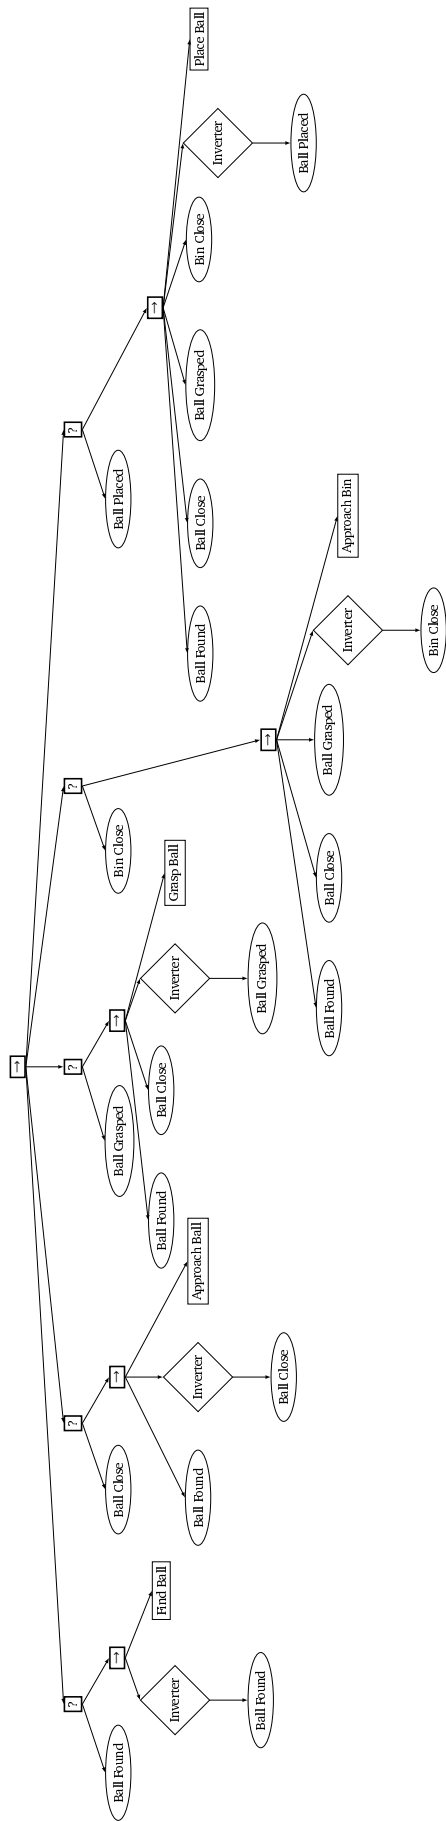 →
?
Ball Found
→
Inverter
Ball Found
Find Ball
?
Ball Close
→
Ball Found
Inverter
Ball Close
Approach Ball
?
Ball Grasped
→
Ball Found
Ball Close
Inverter
Ball Grasped
Grasp Ball
?
Bin Close
→
Ball Found
Ball Close
Ball Grasped
Inverter
Bin Close
Approach Bin
?
Ball Placed
→
Ball Found
Ball Close
Ball Grasped
Bin Close
Inverter
Ball Placed
Place Ball